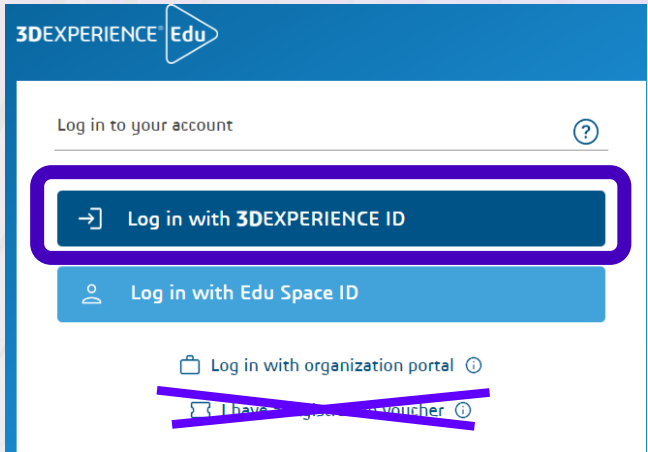 3DEXPERIENCE® Edu
Log in to your account
?
Log in with 3DEXPERIENCE ID
Log in with Edu Space ID
Log in with organization portal
I have voucher